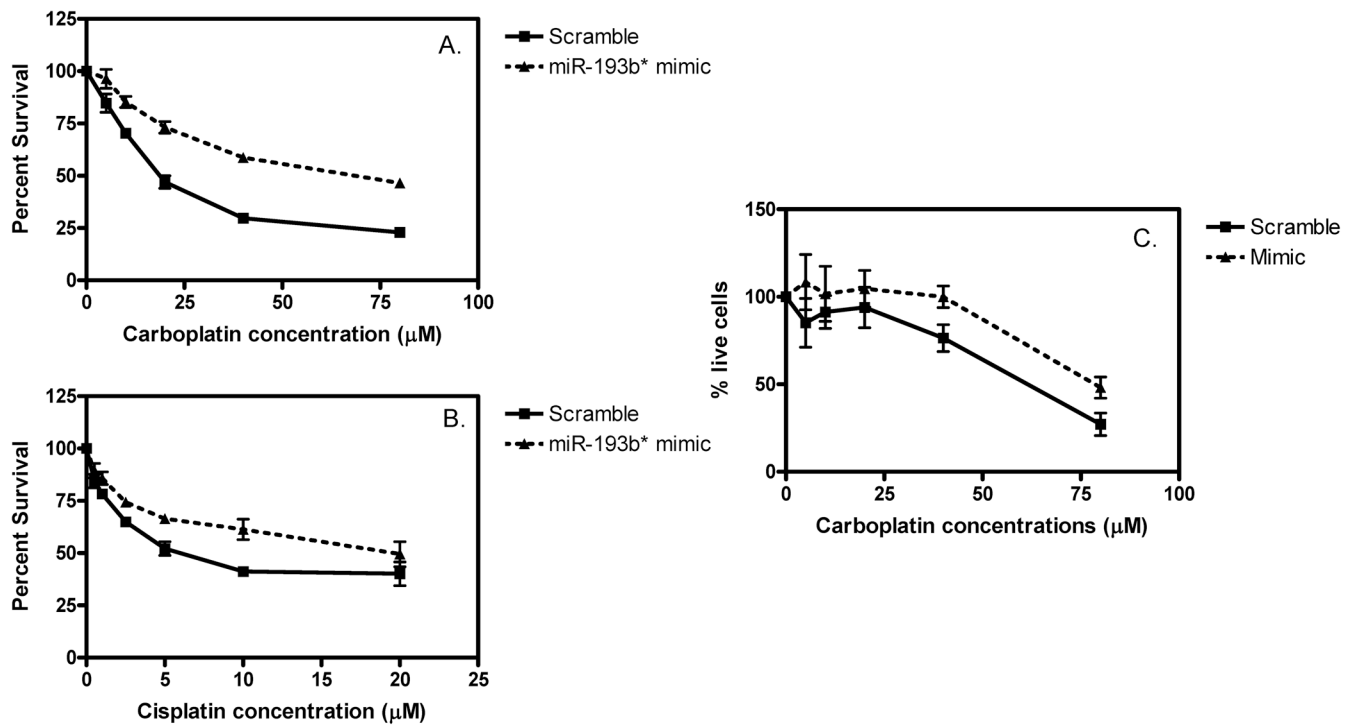 125
100
75
50
25
0
Percent Survival
A.
0 25 50 75 100
Carboplatin concentration (μM)
Scramble
miR-193b* mimic
125
100
75
50
25
0
Percent Survival
B.
0 5 10 15 20 25
Cisplatin concentration (μM)
Scramble
miR-193b* mimic
150
100
50
0
% live cells
C.
0 25 50 75 100
Carboplatin concentrations (μM)
Scramble
Mimic